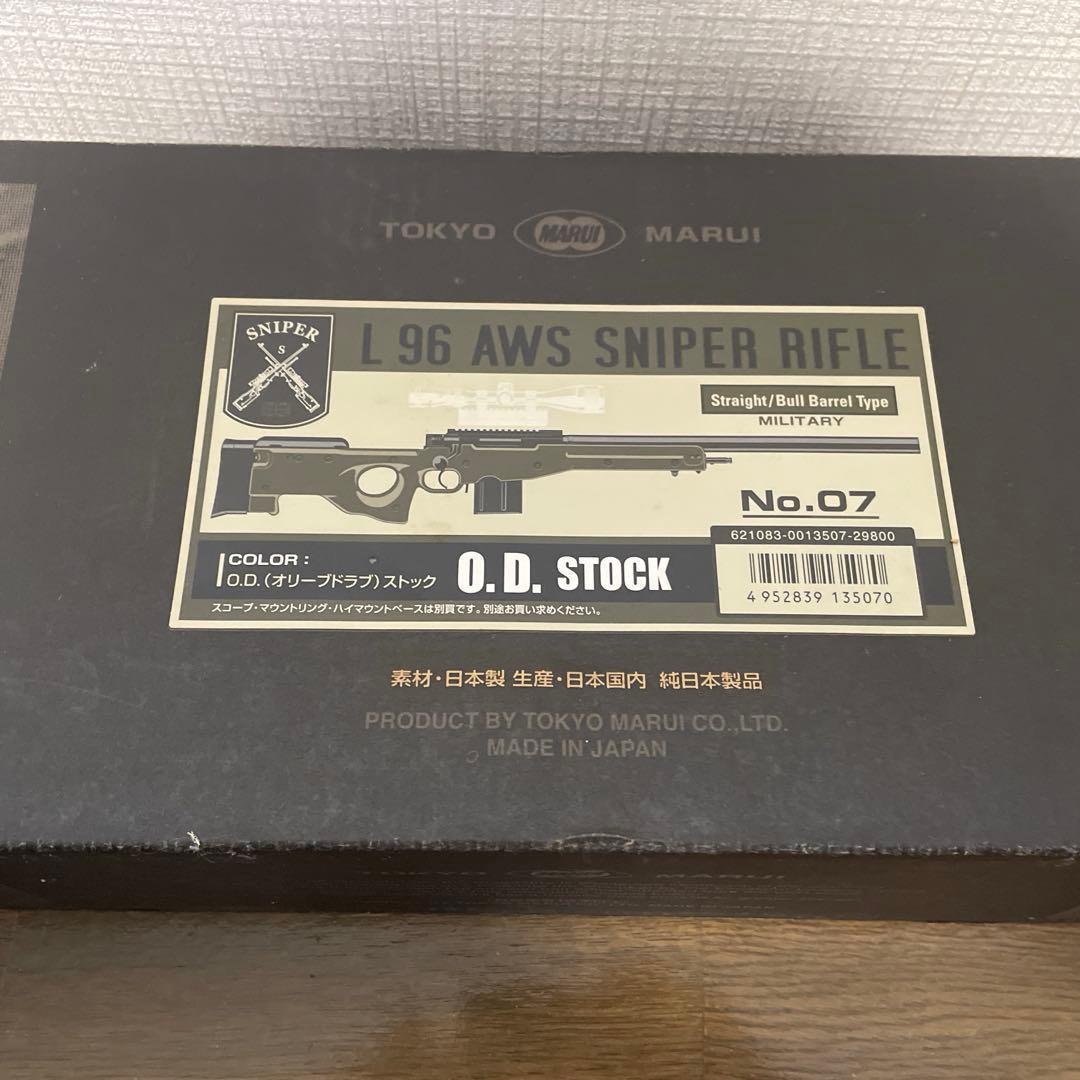 TOKYO MARUI MARUI
SNIPER
S
L 96 AWS SNIPER RIFLE
Straight/Bull Barrel Type
MILITARY
No.07
621083-0013507-29800
4 952839 135070
COLOR:
O.D.(オリーブドラブ)ストック
O.D. STOCK
スコープ・マウントリング・ハイマウントベースは別買です。別途お買い求めください。
素材・日本製 生産・日本国内 純日本製品
PRODUCT BY TOKYO MARUI CO.,LTD.
MADE IN JAPAN
TOKYO MARUI MARUI